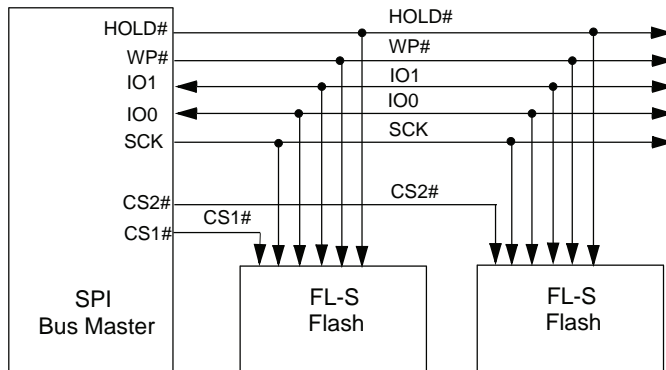 HOLD#
HOLD#
WP#
WP#
IO1
IO1
IO0
IO0
SCK
SCK
CS2#
CS2#
CS1#
CS1#
SPI
Bus Master
FL-S
Flash
FL-S
Flash